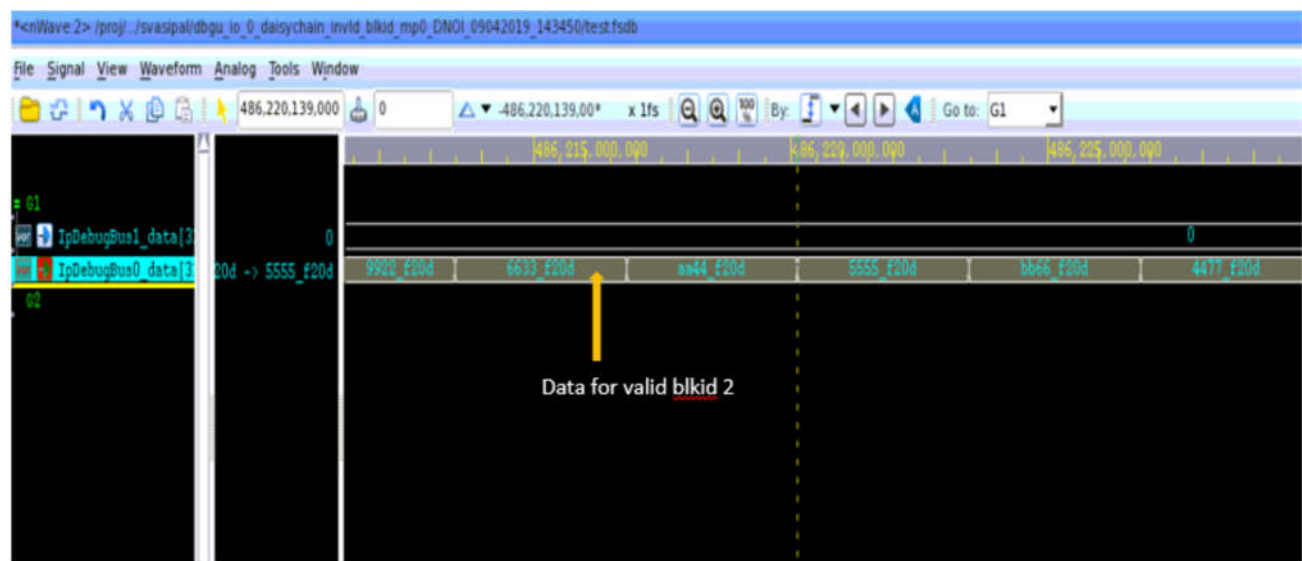 *<nWave:2> /proj/../svasipal/dbgu_io_0_daisychain_invld_blkid_mp0_DNOI_09042019_143450/test.fsdb
File Signal View Waveform Analog Tools Window
486,220,139,000 0 -486,220,139,00* x 1fs 100 % By: Go to: G1
486,215,000,000 486,220,000,000 486,225,000,000
G1
IpDebugBus1_data[3 0 0
IpDebugBus0_data[3 20d -> 5555_f20d 9922_f20d 6633_f20d aa44_f20d 5555_f20d bb66_f20d 4477_f20d
G2
Data for valid blkid 2